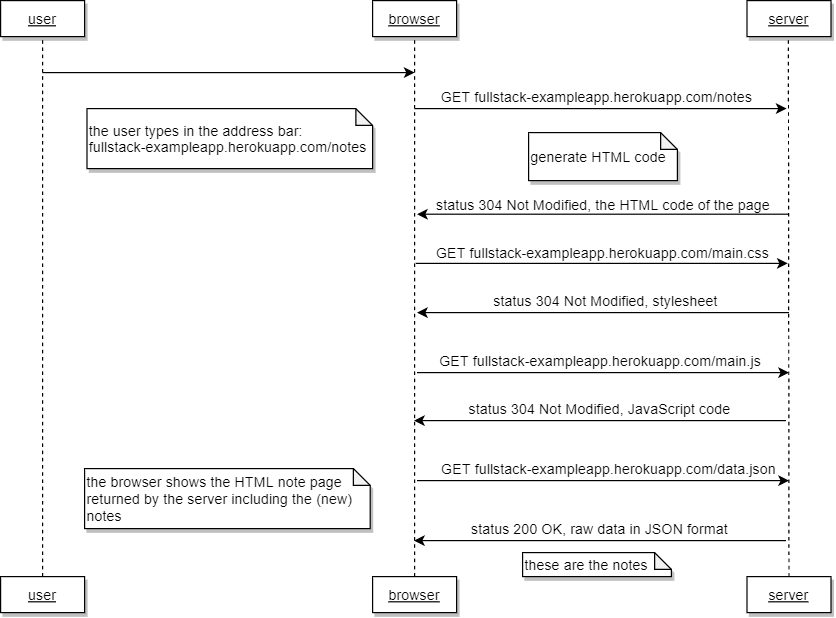 user
browser
server
GET fullstack-exampleapp.herokuapp.com/notes
the user types in the address bar:
fullstack-exampleapp.herokuapp.com/notes
generate HTML code
status 304 Not Modified, the HTML code of the page
GET fullstack-exampleapp.herokuapp.com/main.css
status 304 Not Modified, stylesheet
GET fullstack-exampleapp.herokuapp.com/main.js
status 304 Not Modified, JavaScript code
GET fullstack-exampleapp.herokuapp.com/data.json
the browser shows the HTML note page
returned by the server including the (new)
notes
status 200 OK, raw data in JSON format
these are the notes
user
browser
server